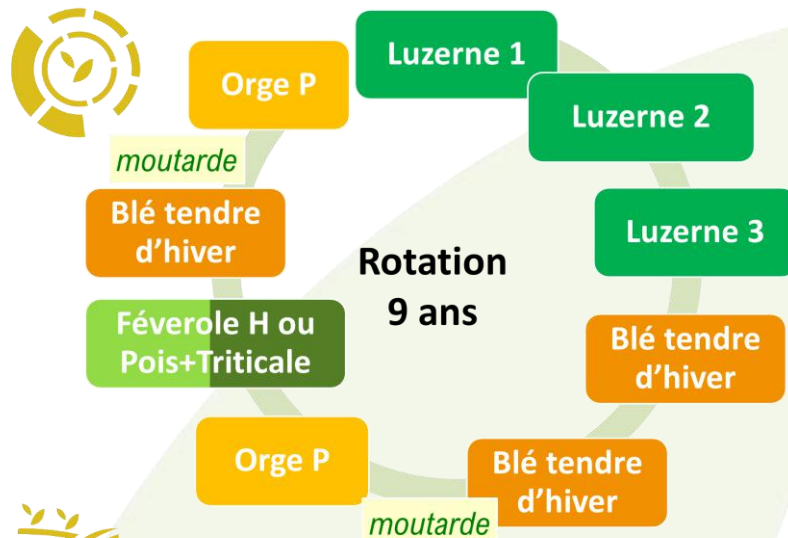 Luzerne 1
Luzerne 2
Luzerne 3
Blé tendre
d'hiver
Blé tendre
d'hiver
moutarde
Orge P
Féverole H ou
Pois+Triticale
Blé tendre
d'hiver
moutarde
Orge P
Rotation
9 ans